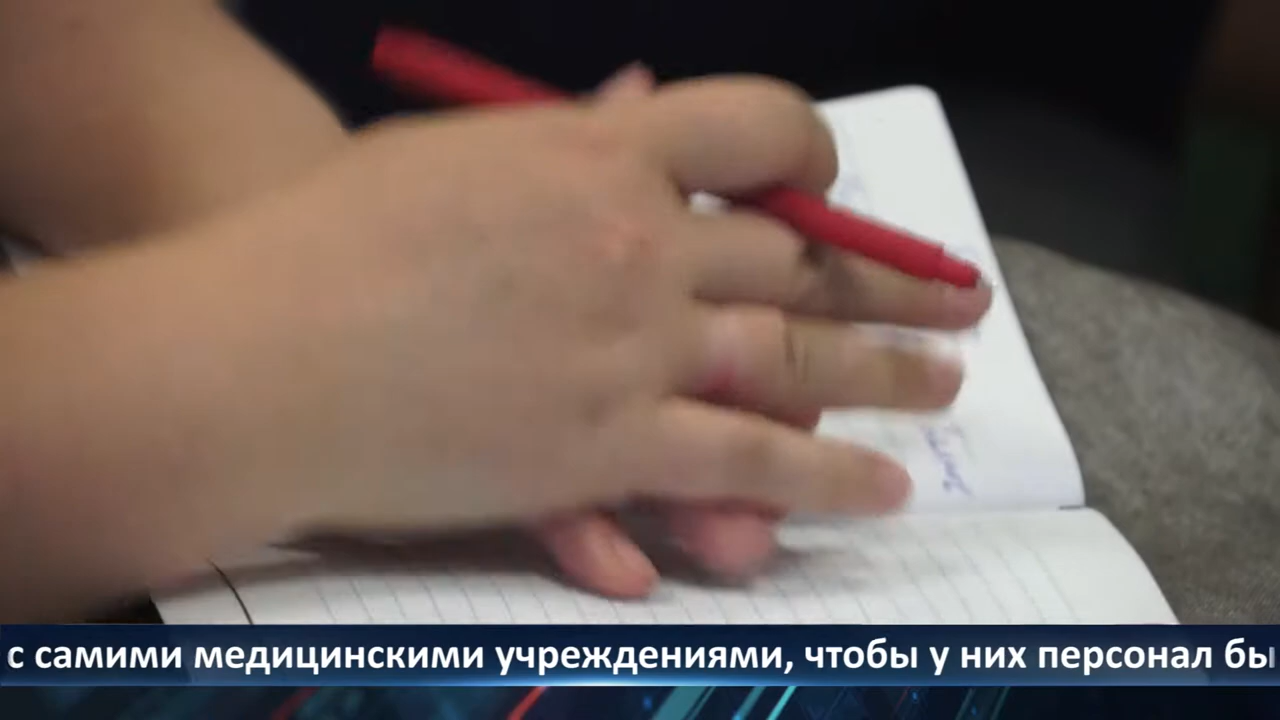 с самими медицинскими учреждениями, чтобы у них персонал бы